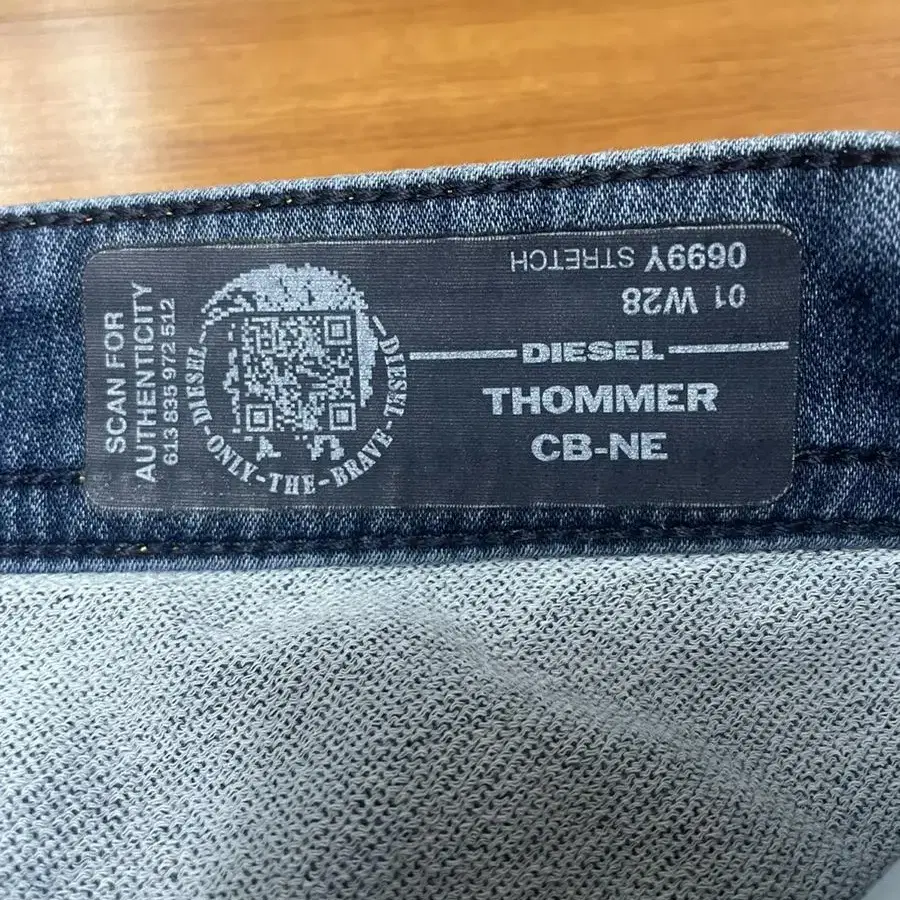 SCAN FOR
AUTHENTICITY
613 835 972 512
DIESEL-ONLY-THE-BRAVE-DIESEL
0699Y STRETCH
01 W28
DIESEL
THOMMER
CB-NE